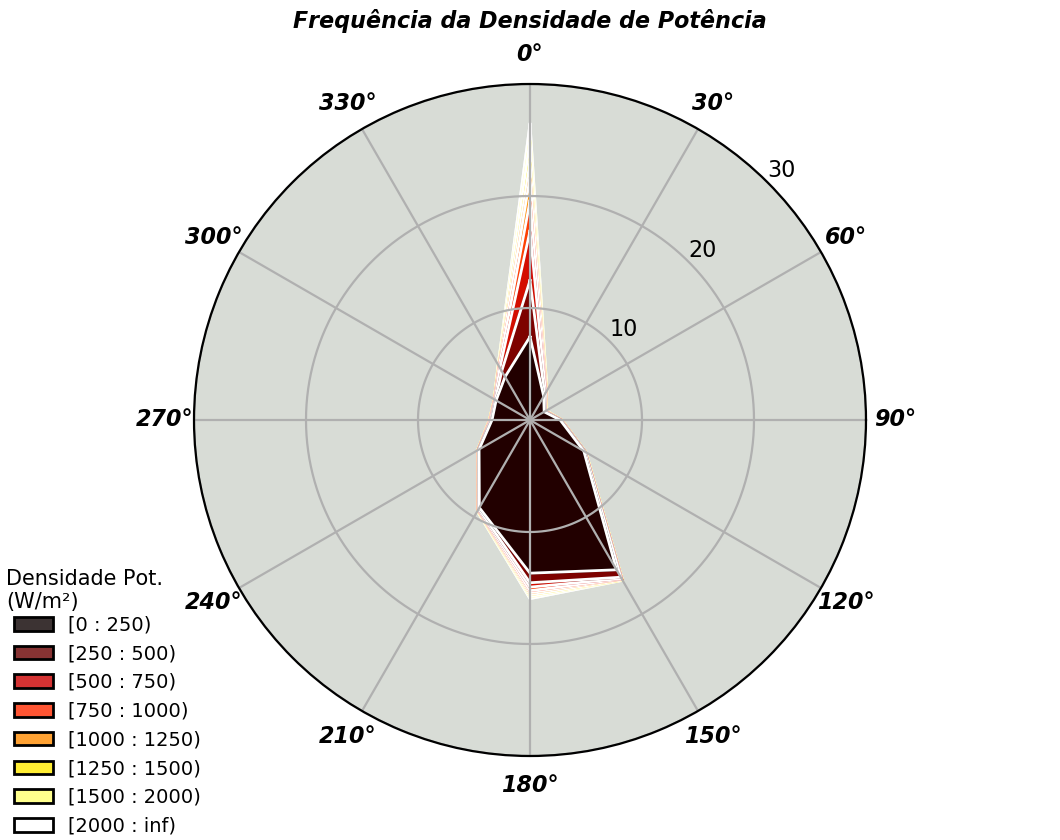 Frequência da Densidade de Potência
0°
330°
30°
30
300°
60°
20
10
270°
90°
Densidade Pot.
(W/m²)
240°
120°
[0 : 250)
[250 : 500)
[500 : 750)
[750 : 1000)
[1000 : 1250)
[1250 : 1500)
[1500 : 2000)
[2000 : inf)
210°
150°
180°